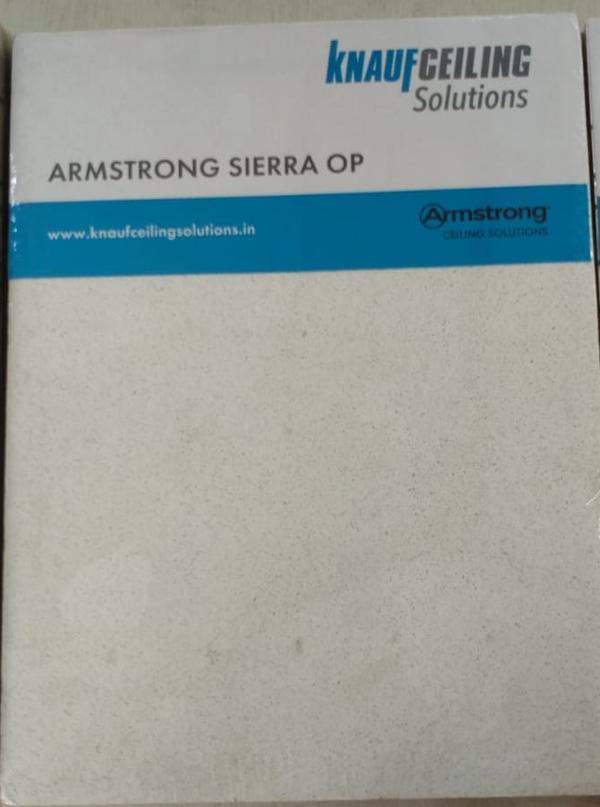 KNAUFCEILING
Solutions
ARMSTRONG SIERRA OP
www.knaufceilingsolutions.in
Armstrong
CEILING SOLUTIONS